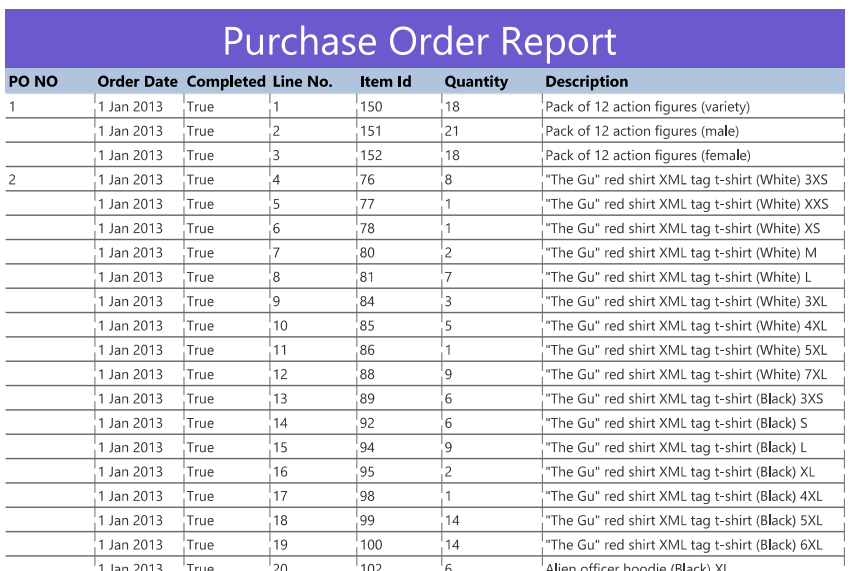 Purchase Order Report
PO NO Order Date Completed Line No. Item Id Quantity Description
1 1 Jan 2013 True 1 150 18 Pack of 12 action figures (variety)
1 Jan 2013 True 2 151 21 Pack of 12 action figures (male)
1 Jan 2013 True 3 152 18 Pack of 12 action figures (female)
2 1 Jan 2013 True 4 76 8 "The Gu" red shirt XML tag t-shirt (White) 3XS
1 Jan 2013 True 5 77 1 "The Gu" red shirt XML tag t-shirt (White) XXS
1 Jan 2013 True 6 78 1 "The Gu" red shirt XML tag t-shirt (White) XS
1 Jan 2013 True 7 80 2 "The Gu" red shirt XML tag t-shirt (White) M
1 Jan 2013 True 8 81 7 "The Gu" red shirt XML tag t-shirt (White) L
1 Jan 2013 True 9 84 3 "The Gu" red shirt XML tag t-shirt (White) 3XL
1 Jan 2013 True 10 85 5 "The Gu" red shirt XML tag t-shirt (White) 4XL
1 Jan 2013 True 11 86 1 "The Gu" red shirt XML tag t-shirt (White) 5XL
1 Jan 2013 True 12 88 9 "The Gu" red shirt XML tag t-shirt (White) 7XL
1 Jan 2013 True 13 89 6 "The Gu" red shirt XML tag t-shirt (Black) 3XS
1 Jan 2013 True 14 92 6 "The Gu" red shirt XML tag t-shirt (Black) S
1 Jan 2013 True 15 94 9 "The Gu" red shirt XML tag t-shirt (Black) L
1 Jan 2013 True 16 95 2 "The Gu" red shirt XML tag t-shirt (Black) XL
1 Jan 2013 True 17 98 1 "The Gu" red shirt XML tag t-shirt (Black) 4XL
1 Jan 2013 True 18 99 14 "The Gu" red shirt XML tag t-shirt (Black) 5XL
1 Jan 2013 True 19 100 14 "The Gu" red shirt XML tag t-shirt (Black) 6XL
1 Jan 2013 True 20 102 6 Alien officer hoodie (Black) XL